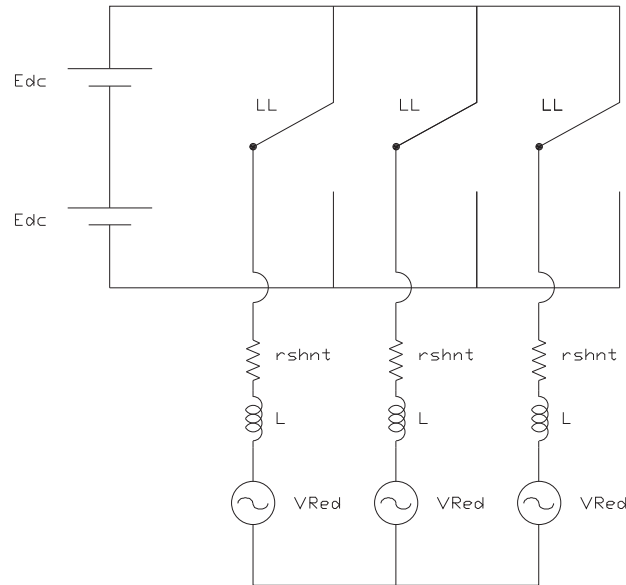 Edc
LL LL LL
Edc
rshnt rshnt rshnt
L L L
VRed VRed VRed